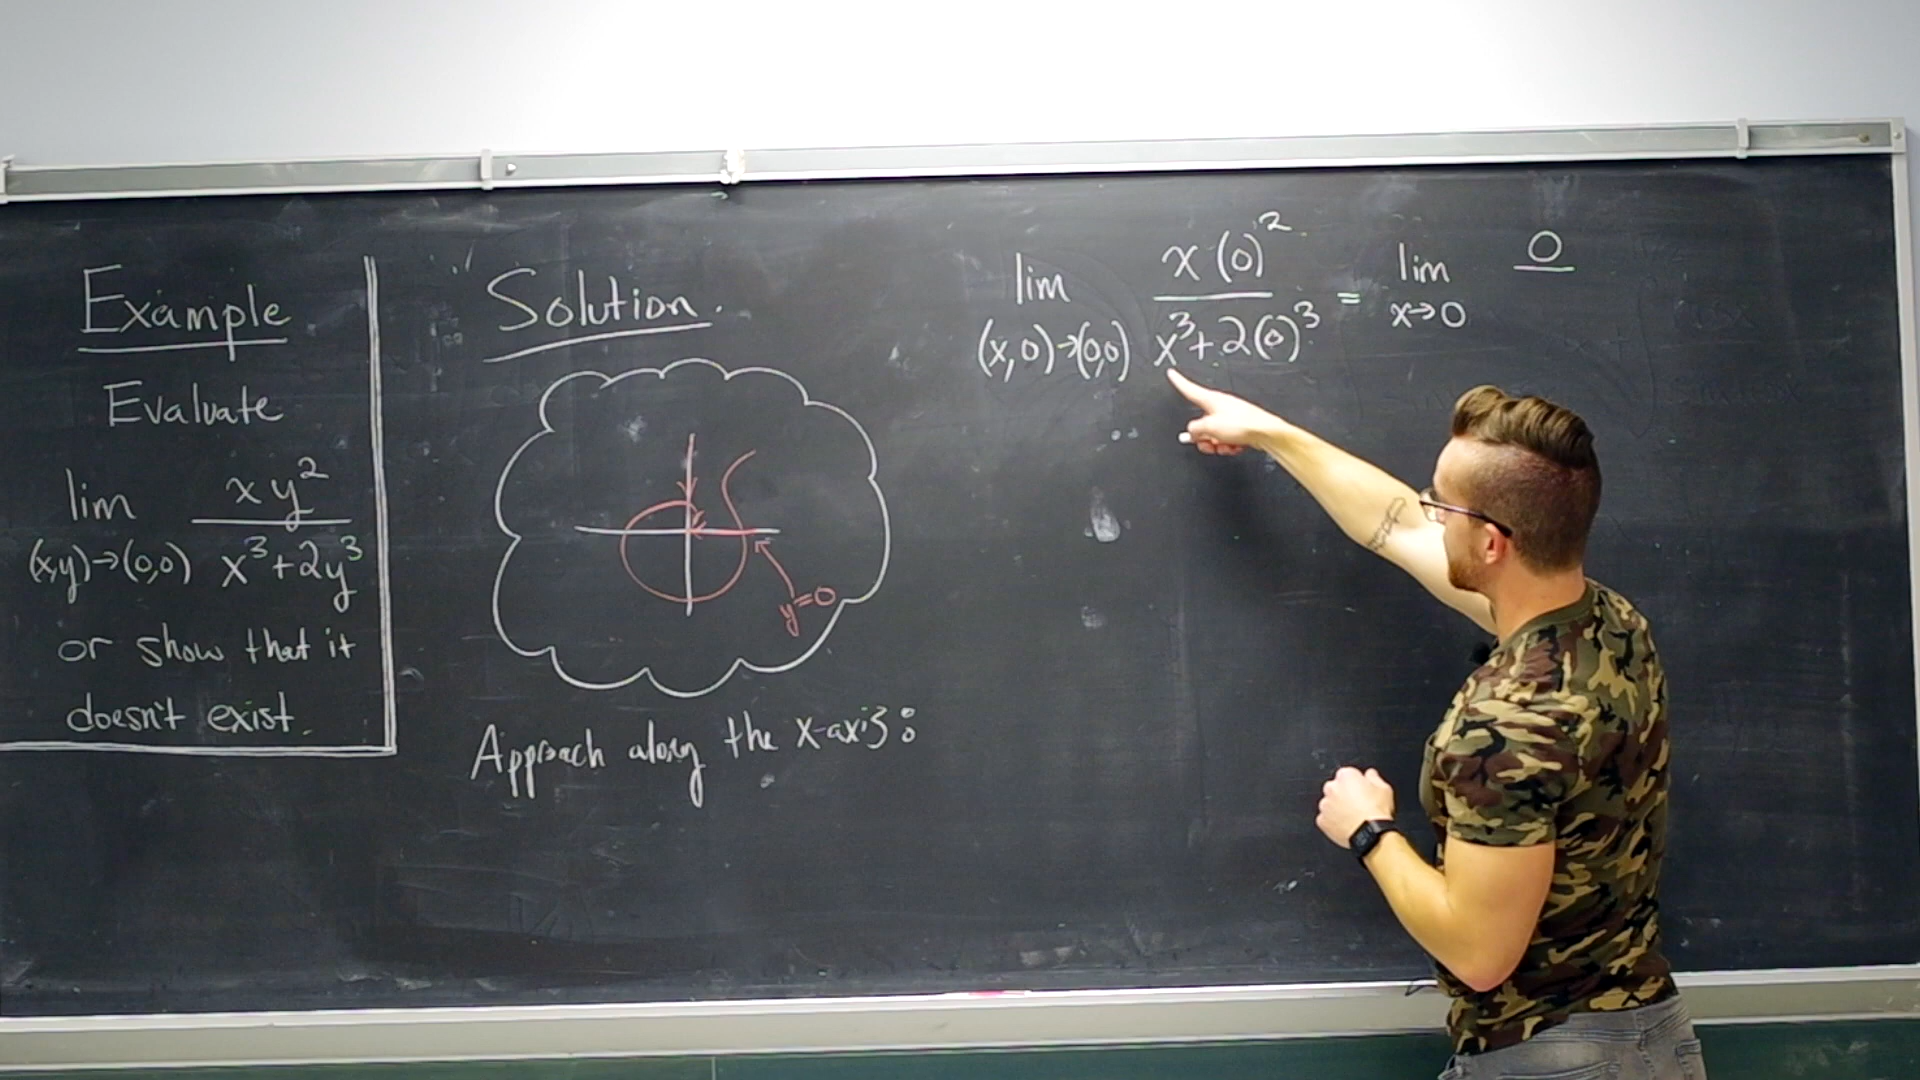 Example
Evaluate
lim xy²
(x,y)→(0,0) x³+2y³
or show that it
doesn't exist.
Solution.
y=0
Approach along the x-axis:
lim x(0)² = lim 0
(x,0)→(0,0) x³+2(0)³ x→0